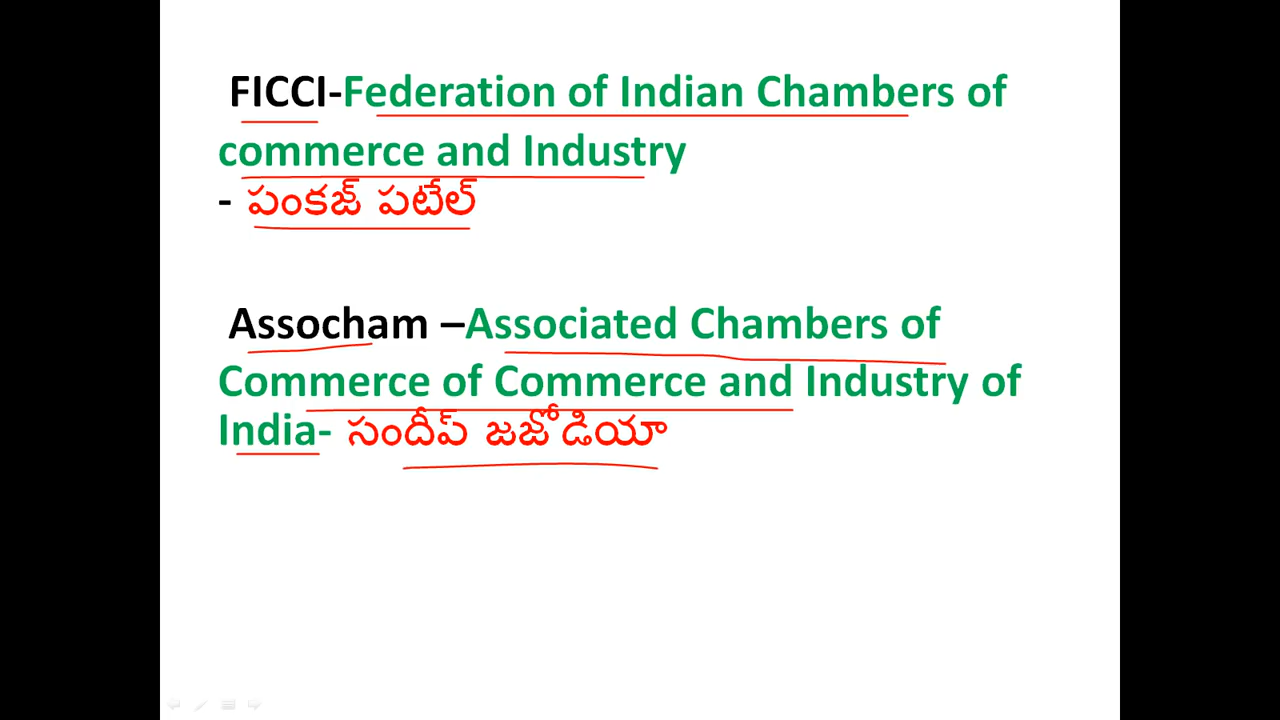 FICCI-Federation of Indian Chambers of
commerce and Industry
- పంకజ్ పటేల్
Assocham –Associated Chambers of
Commerce of Commerce and Industry of
India- సందీప్ జజోడియా